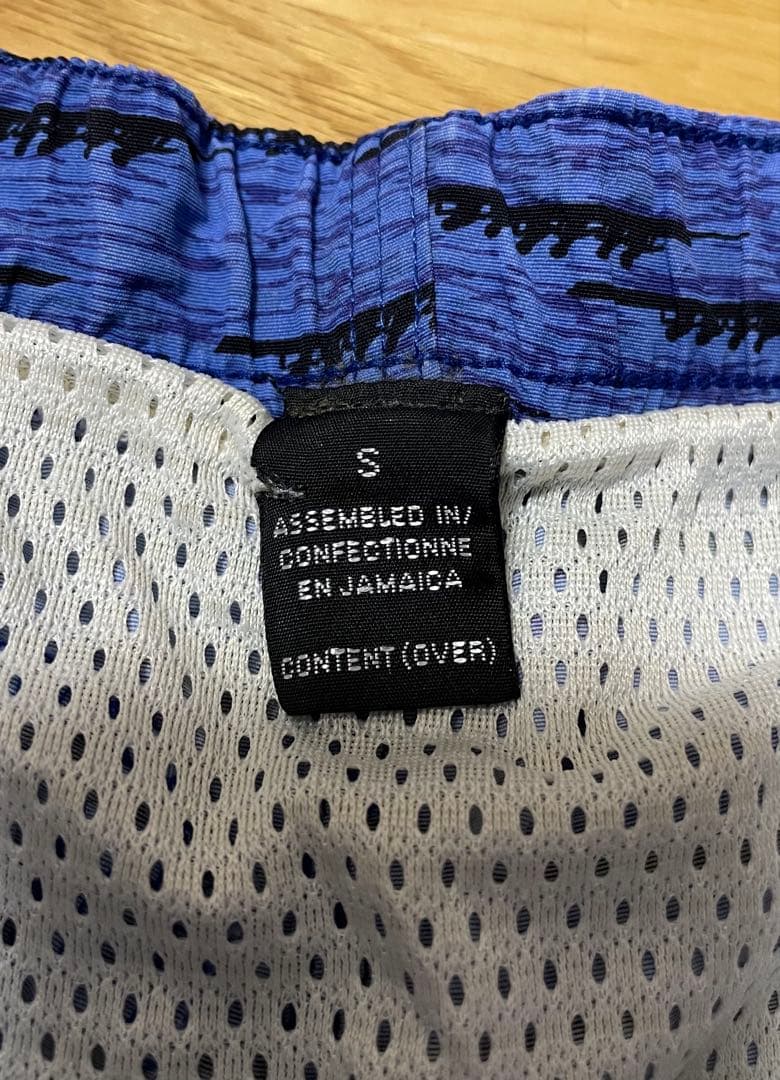 S
ASSEMBLED IN/
CONFECTIONNE
EN JAMAICA
CONTENT (OVER)